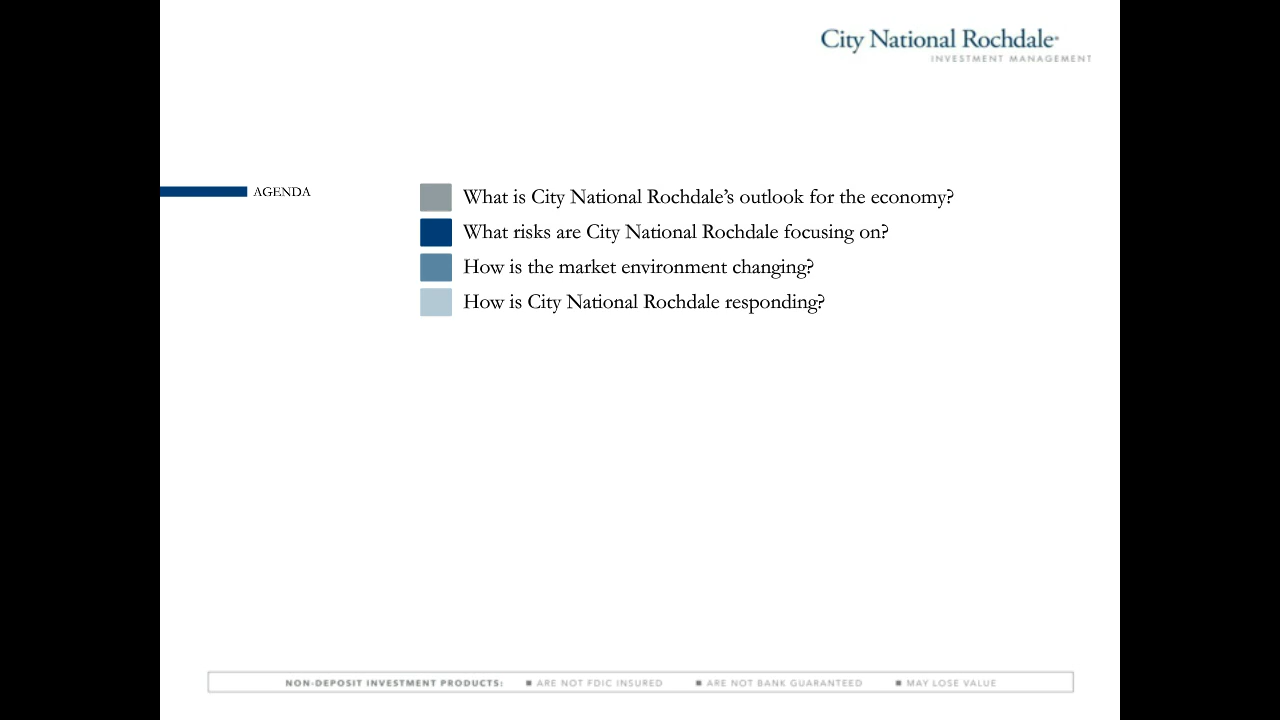 City National Rochdale
INVESTMENT MANAGEMENT
AGENDA
What is City National Rochdale's outlook for the economy?
What risks are City National Rochdale focusing on?
How is the market environment changing?
How is City National Rochdale responding?
NON-DEPOSIT INVESTMENT PRODUCTS: ■ ARE NOT FDIC INSURED ■ ARE NOT BANK GUARANTEED ■ MAY LOSE VALUE